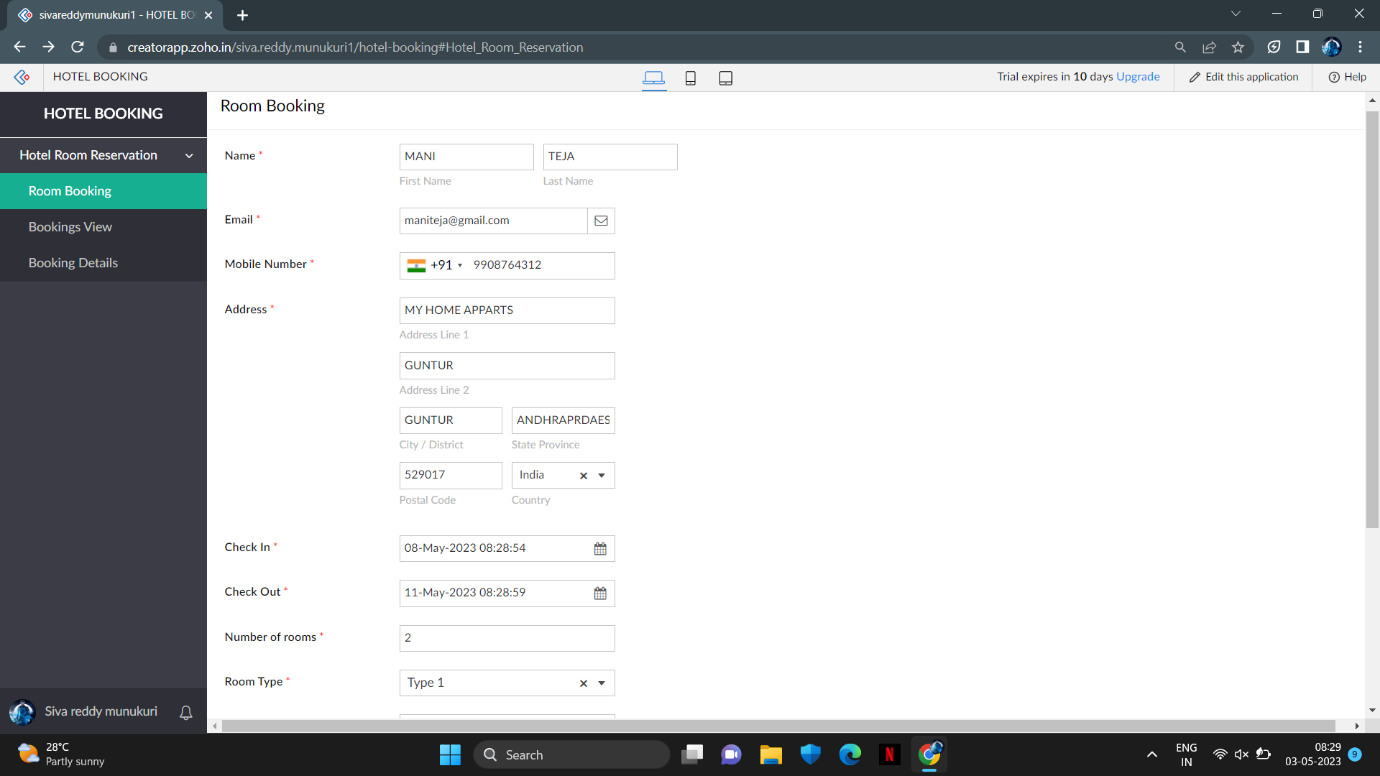 sivareddymunukuri1 - HOTEL BO
creatorapp.zoho.in/siva.reddy.munukuri1/hotel-booking#Hotel_Room_Reservation
HOTEL BOOKING
Trial expires in 10 days Upgrade
Edit this application
Help
HOTEL BOOKING
Hotel Room Reservation
Room Booking
Bookings View
Booking Details
Siva reddy munukuri
Room Booking
Name *
MANI
TEJA
First Name
Last Name
Email *
maniteja@gmail.com
Mobile Number *
+91
9908764312
Address *
MY HOME APPARTS
Address Line 1
GUNTUR
Address Line 2
GUNTUR
ANDHRAPRDAES
City / District
State Province
529017
India
Postal Code
Country
Check In *
08-May-2023 08:28:54
Check Out *
11-May-2023 08:28:59
Number of rooms *
2
Room Type *
Type 1
28°C
Partly sunny
Search
N
ENG
IN
08:29
03-05-2023
9